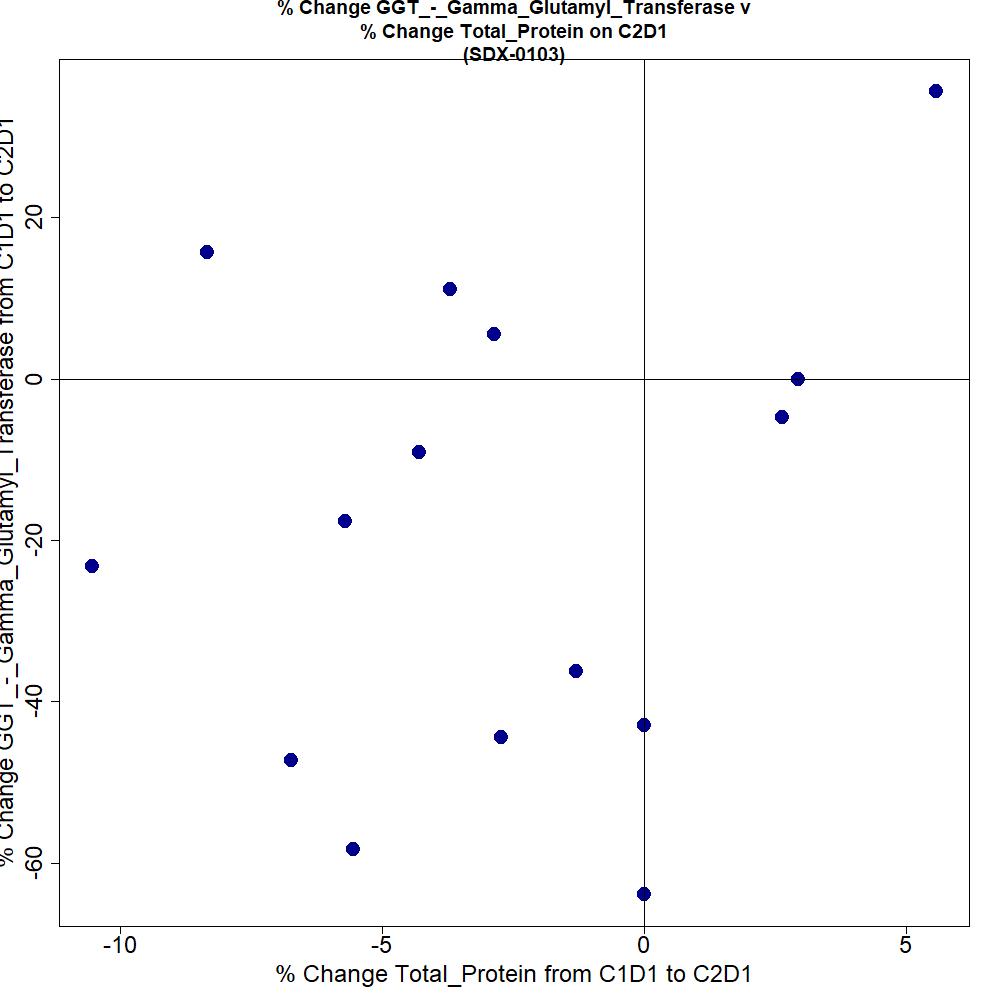 % Change GGT_-_Gamma_Glutamyl_Transferase v
% Change Total_Protein on C2D1
(SDX-0103)
% Change GGT_-_Gamma_Glutamyl_Transferase from C1D1 to C2D1
20
0
-20
-40
-60
-10
-5
0
5
% Change Total_Protein from C1D1 to C2D1